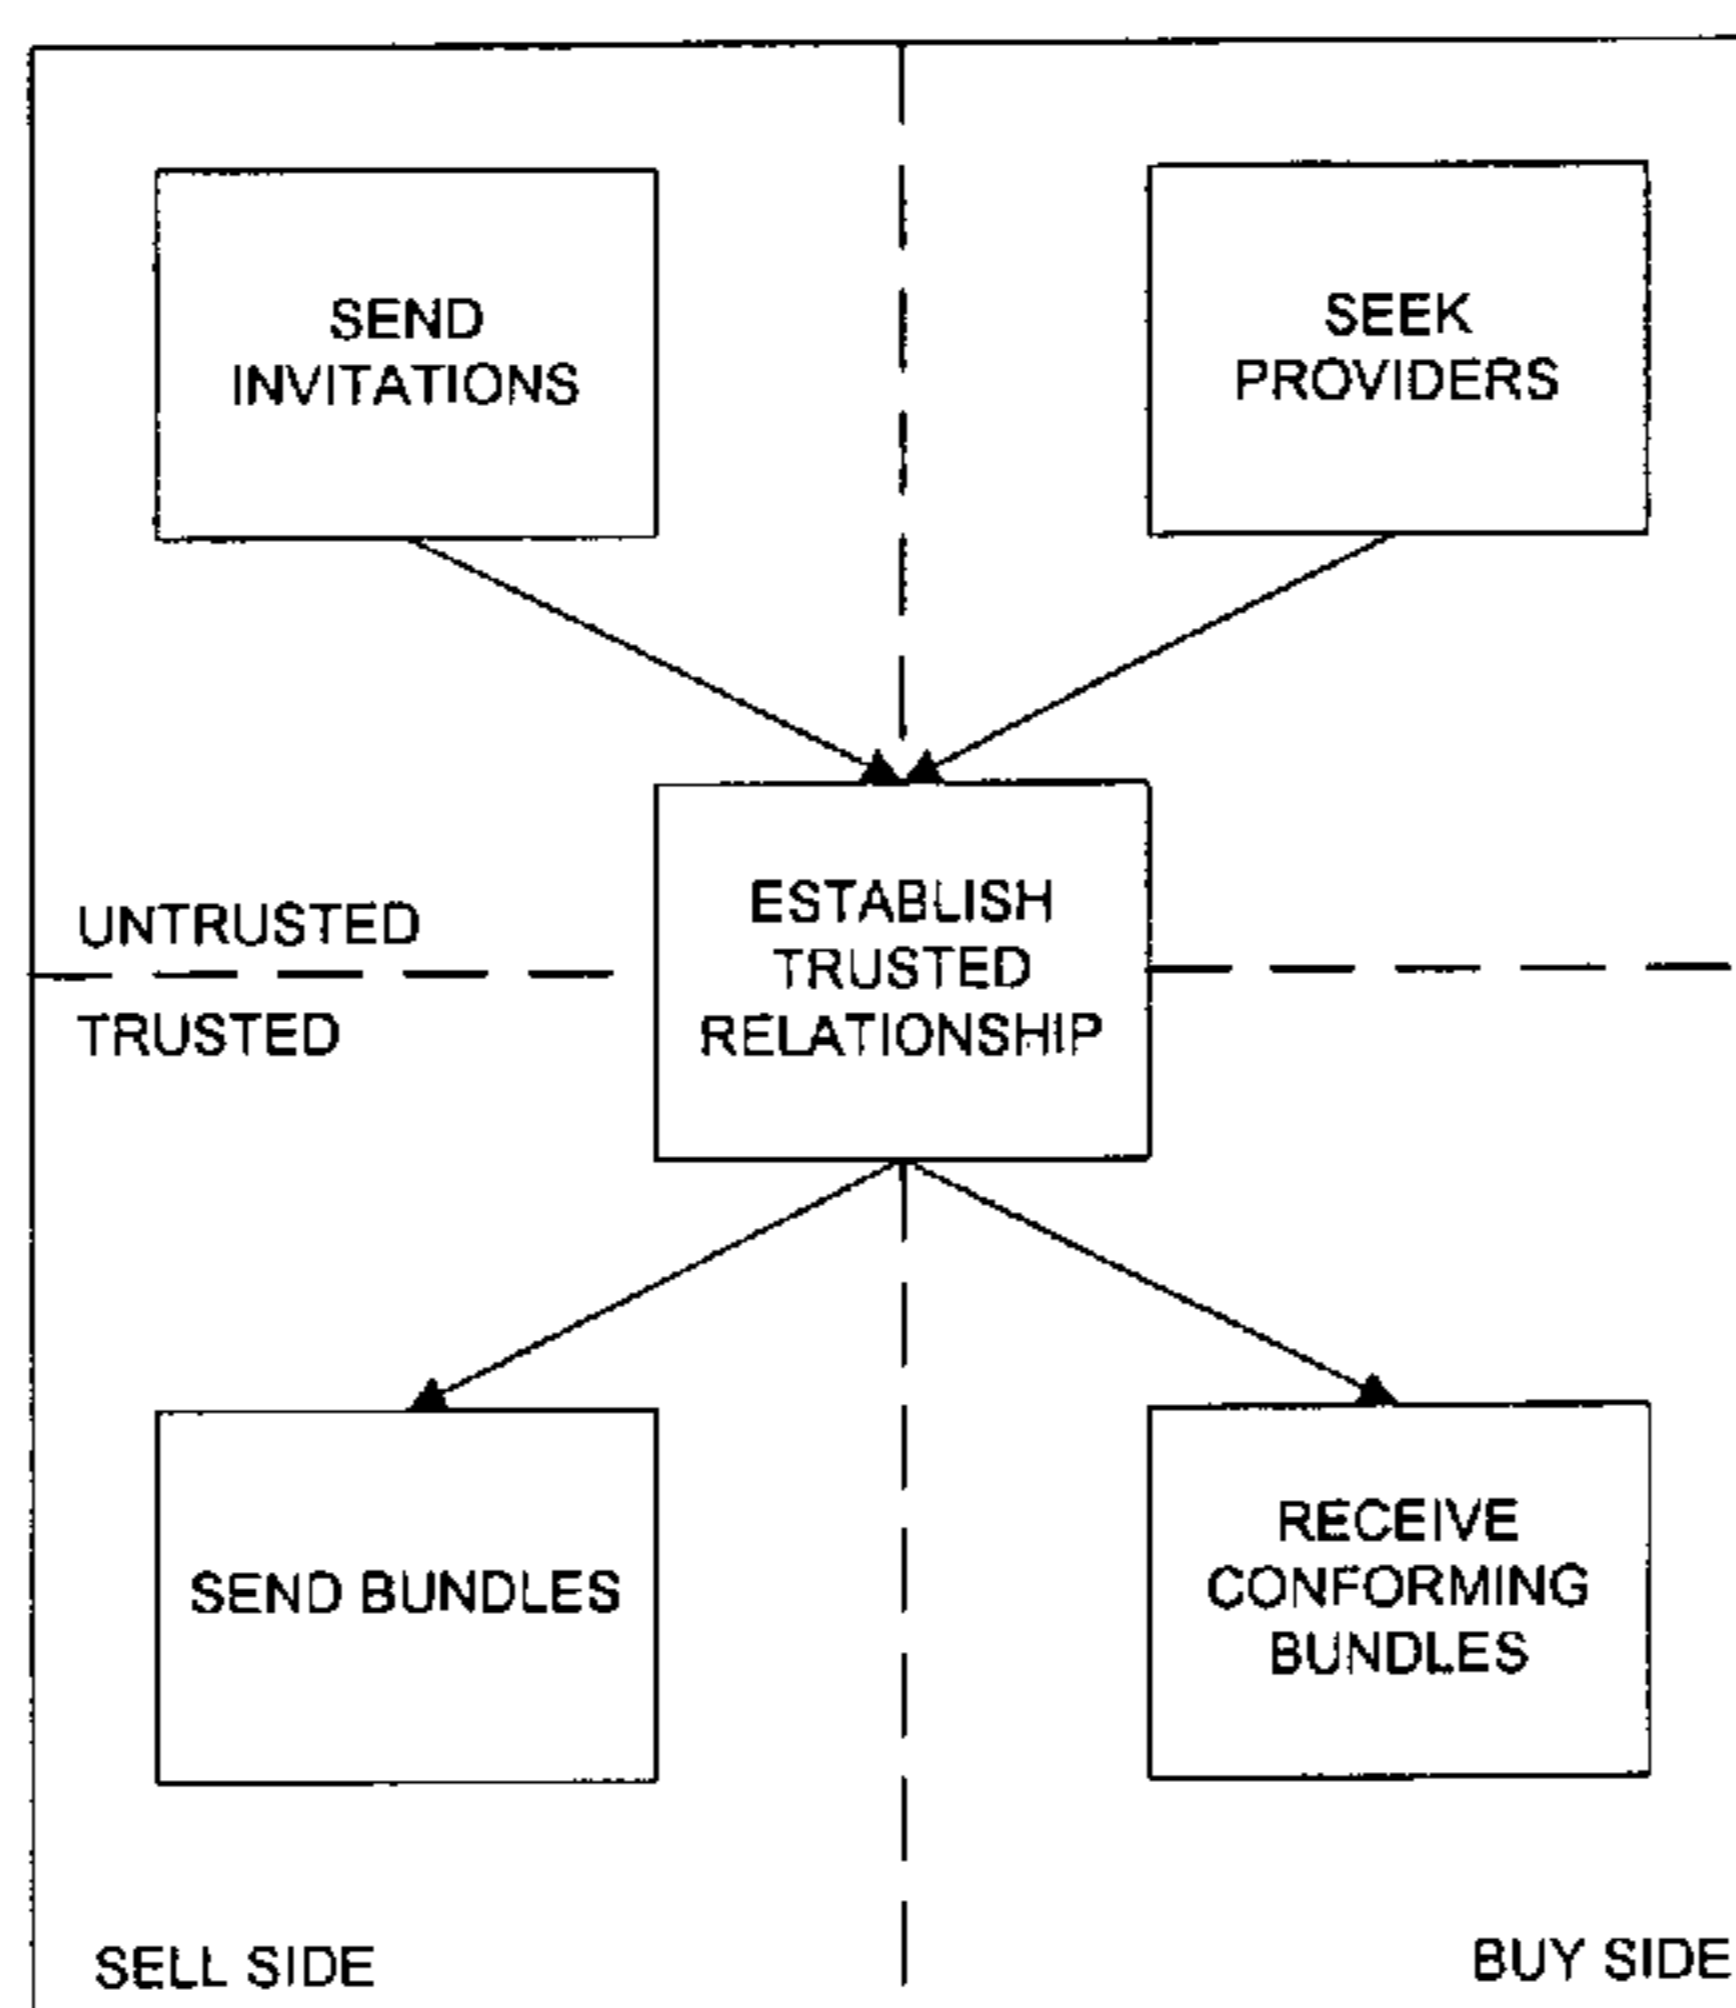 SEND
INVITATIONS
SEEK
PROVIDERS
ESTABLISH
TRUSTED
RELATIONSHIP
UNTRUSTED
TRUSTED
SEND BUNDLES
RECEIVE
CONFORMING
BUNDLES
SELL SIDE
BUY SIDE